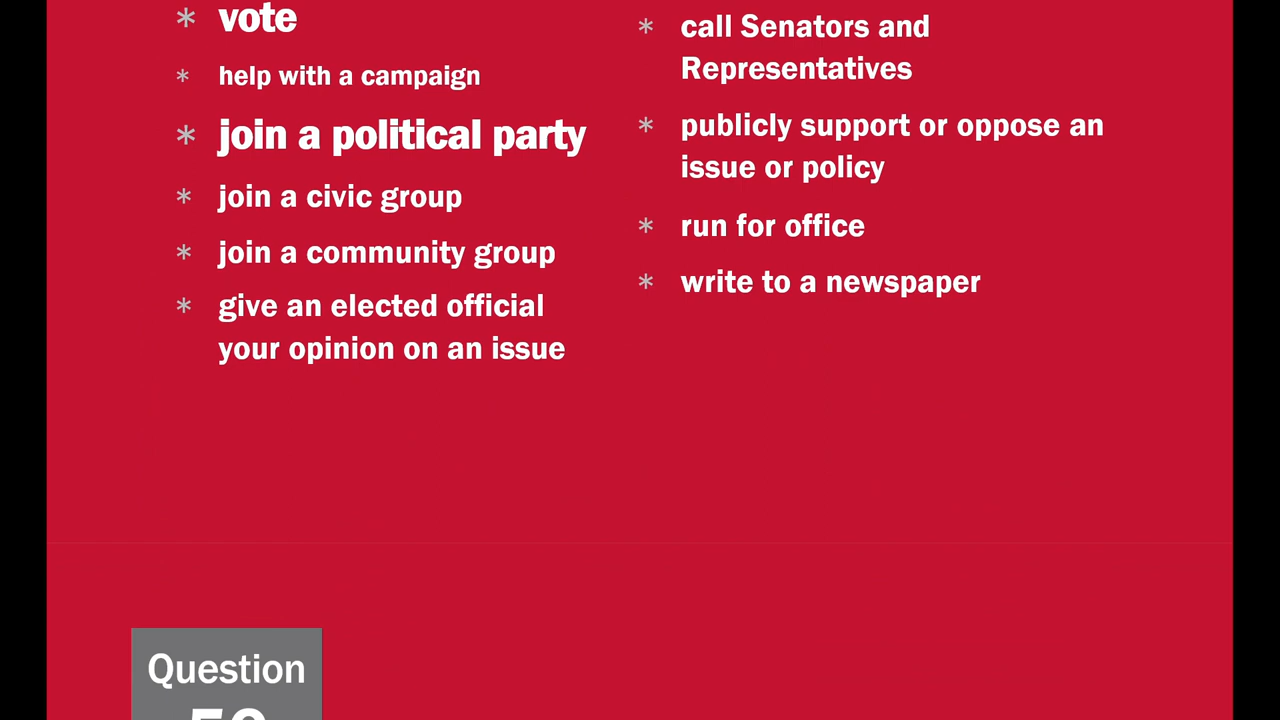 * vote
* help with a campaign
* join a political party
* join a civic group
* join a community group
* give an elected official
your opinion on an issue
* call Senators and
Representatives
* publicly support or oppose an
issue or policy
* run for office
* write to a newspaper
Question